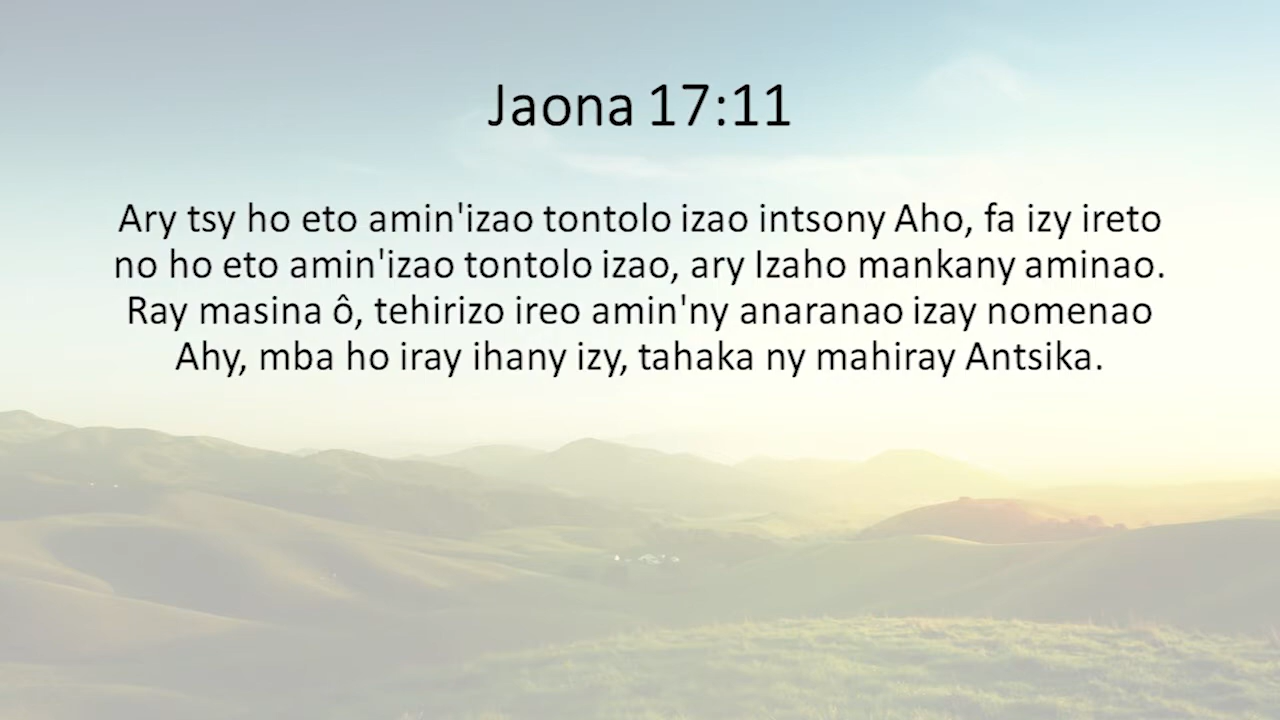 Jaona 17:11
Ary tsy ho eto amin'izao tontolo izao intsony Aho, fa izy ireto
no ho eto amin'izao tontolo izao, ary Izaho mankany aminao.
Ray masina ô, tehirizo ireo amin'ny anaranao izay nomenao
Ahy, mba ho iray ihany izy, tahaka ny mahiray Antsika.